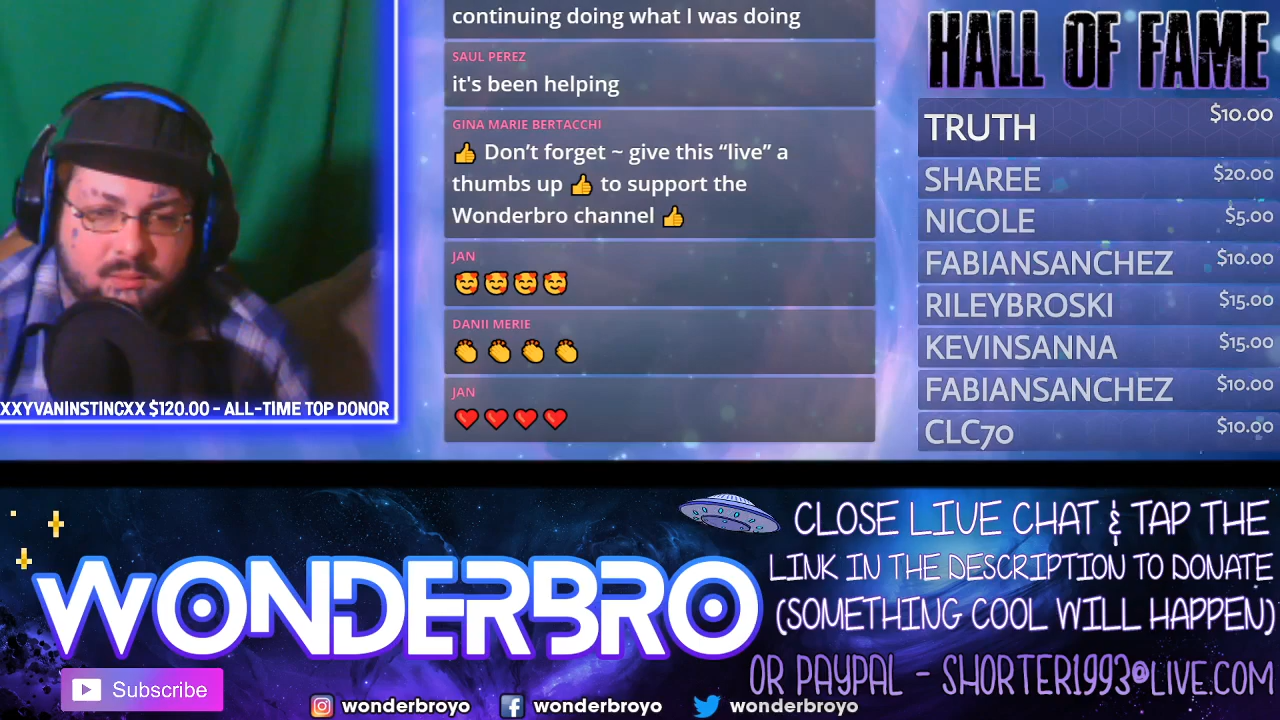 continuing doing what I was doing
SAUL PEREZ
it's been helping
GINA MARIE BERTACCHI
👍 Don’t forget ~ give this “live” a
thumbs up 👍 to support the
Wonderbro channel 👍
JAN
🥰 🥰 🥰 🥰
DANII MERIE
👏 👏 👏 👏
JAN
❤️ ❤️ ❤️ ❤️
XXYVANINSTINCXX $120.00 - ALL-TIME TOP DONOR
HALL OF FAME
TRUTH $10.00
SHAREE $20.00
NICOLE $5.00
FABIANSANCHEZ $10.00
RILEYBROSKI $15.00
KEVINSANNA $15.00
FABIANSANCHEZ $10.00
CLC70 $10.00
WONDERBRO
Subscribe
wonderbroyo wonderbroyo wonderbroyo
CLOSE LIVE CHAT & TAP THE
LINK IN THE DESCRIPTION TO DONATE
(SOMETHING COOL WILL HAPPEN)
OR PAYPAL - SHORTER1993@LIVE.COM